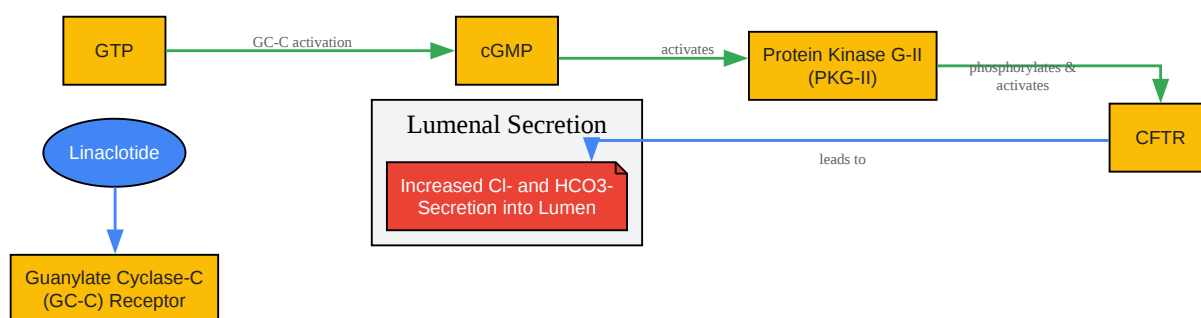 GTP
GC-C activation
cGMP
activates
Protein Kinase G-II
(PKG-II)
phosphorylates &
activates
CFTR
Linaclotide
Lumenal Secretion
leads to
Increased Cl- and HCO3-
Secretion into Lumen
Guanylate Cyclase-C
(GC-C) Receptor